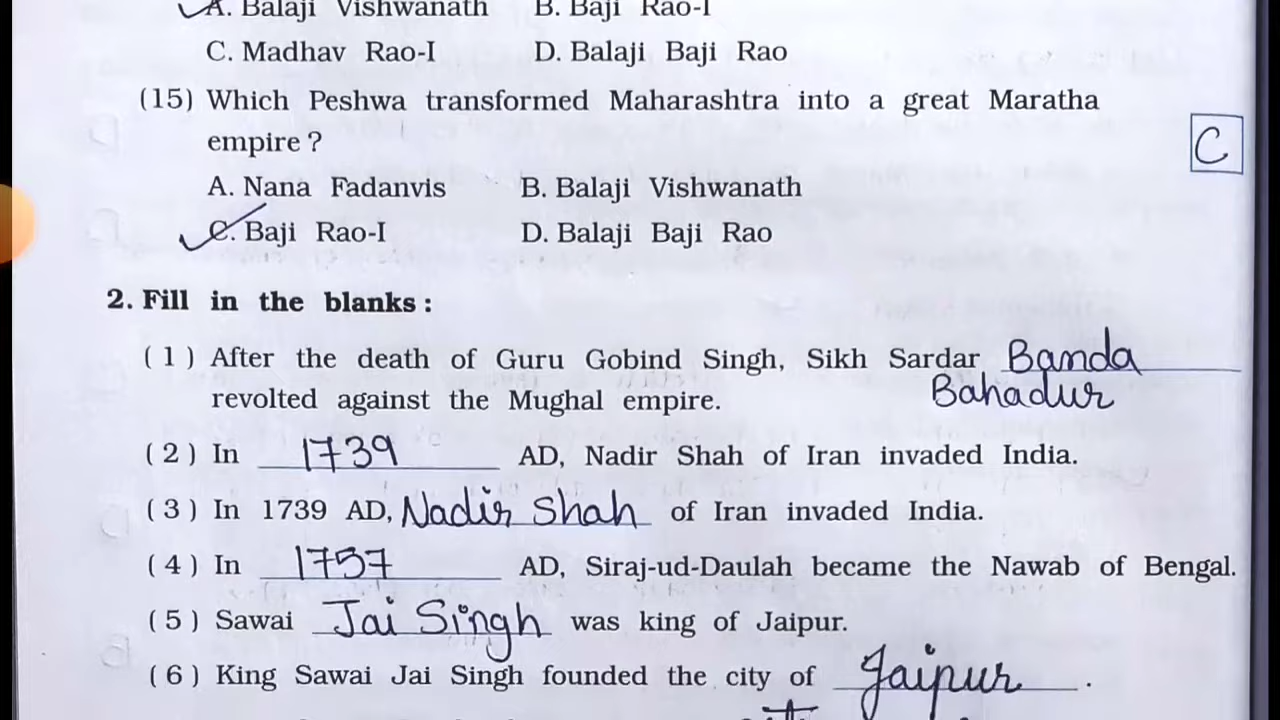 A. Balaji Vishwanath B. Baji Rao-I
C. Madhav Rao-I D. Balaji Baji Rao
(15) Which Peshwa transformed Maharashtra into a great Maratha
empire ?
C
A. Nana Fadanvis B. Balaji Vishwanath
C. Baji Rao-I D. Balaji Baji Rao
2. Fill in the blanks :
( 1 ) After the death of Guru Gobind Singh, Sikh Sardar Banda
Bahadur
revolted against the Mughal empire.
( 2 ) In 1739 AD, Nadir Shah of Iran invaded India.
( 3 ) In 1739 AD, Nadir Shah of Iran invaded India.
( 4 ) In 1757 AD, Siraj-ud-Daulah became the Nawab of Bengal.
( 5 ) Sawai Jai Singh was king of Jaipur.
( 6 ) King Sawai Jai Singh founded the city of Jaipur.